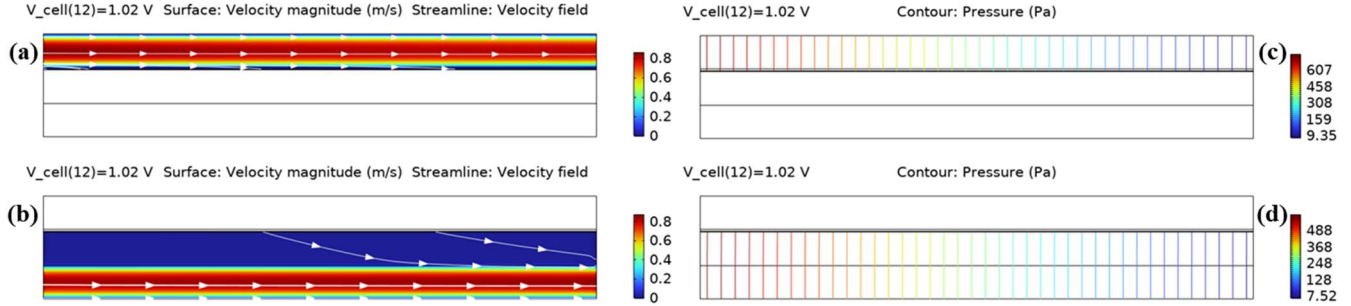 V_cell(12)=1.02 V Surface: Velocity magnitude (m/s) Streamline: Velocity field
(a)
0.8
0.6
0.4
0.2
0
V_cell(12)=1.02 V Contour: Pressure (Pa)
(c)
607
458
308
159
9.35
V_cell(12)=1.02 V Surface: Velocity magnitude (m/s) Streamline: Velocity field
(b)
0.8
0.6
0.4
0.2
0
V_cell(12)=1.02 V Contour: Pressure (Pa)
(d)
488
368
248
128
7.52